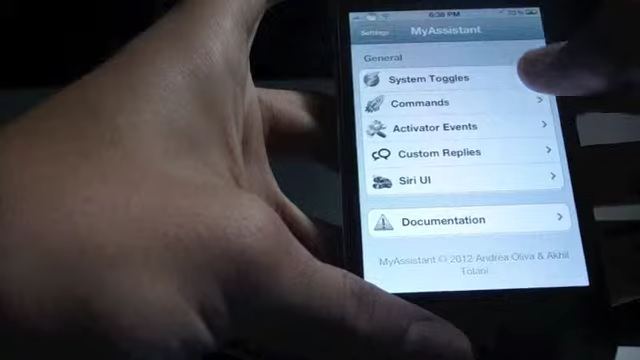 6:36 PM
Settings
MyAssistant
General
System Toggles
Commands
Activator Events
Custom Replies
Siri UI
Documentation
MyAssistant © 2012 Andrea Oliva & Akhil
Tolani